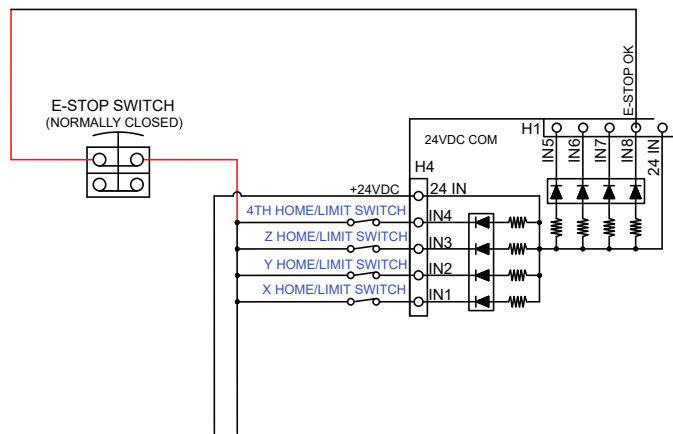 E-STOP OK
E-STOP SWITCH
(NORMALLY CLOSED)
24VDC COM
H1
IN5
IN6
IN7
IN8
24 IN
H4
+24VDC
24 IN
4TH HOME/LIMIT SWITCH
IN4
Z HOME/LIMIT SWITCH
IN3
Y HOME/LIMIT SWITCH
IN2
X HOME/LIMIT SWITCH
IN1